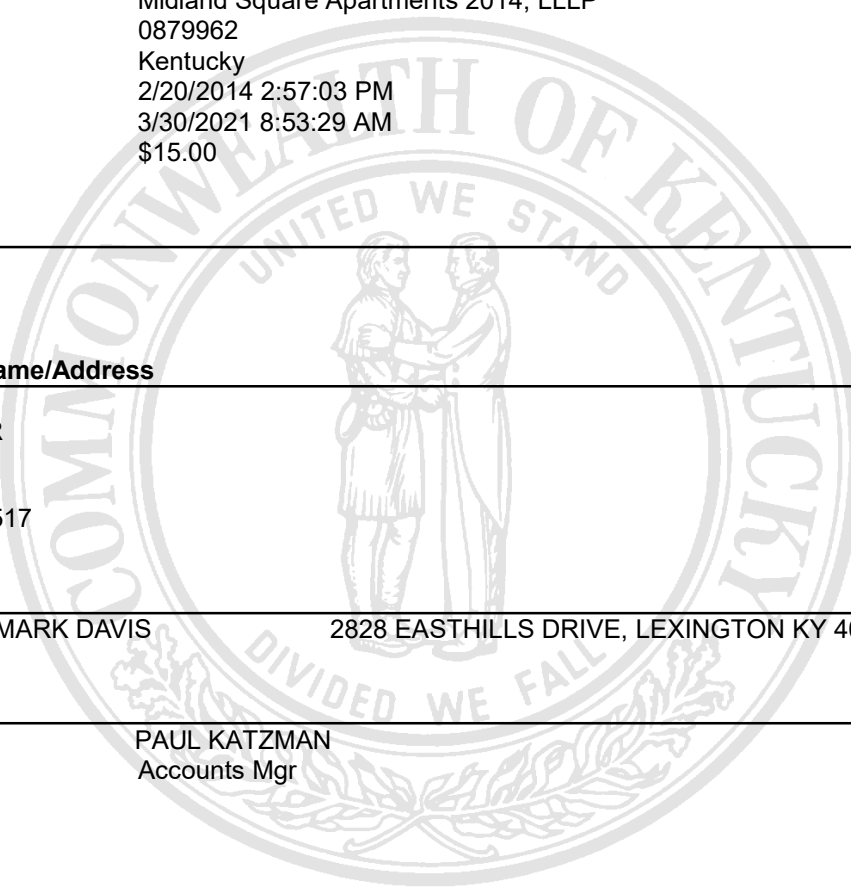 Midland Square Apartments 2014, LLLP
0879962
Kentucky
2/20/2014 2:57:03 PM
3/30/2021 8:53:29 AM
$15.00
COMMONWEALTH OF KENTUCKY
UNITED WE STAND
ame/Address
R
517
MARK DAVIS 2828 EASTHILLS DRIVE, LEXINGTON KY 40
DIVIDED WE FALL
PAUL KATZMAN
Accounts Mgr